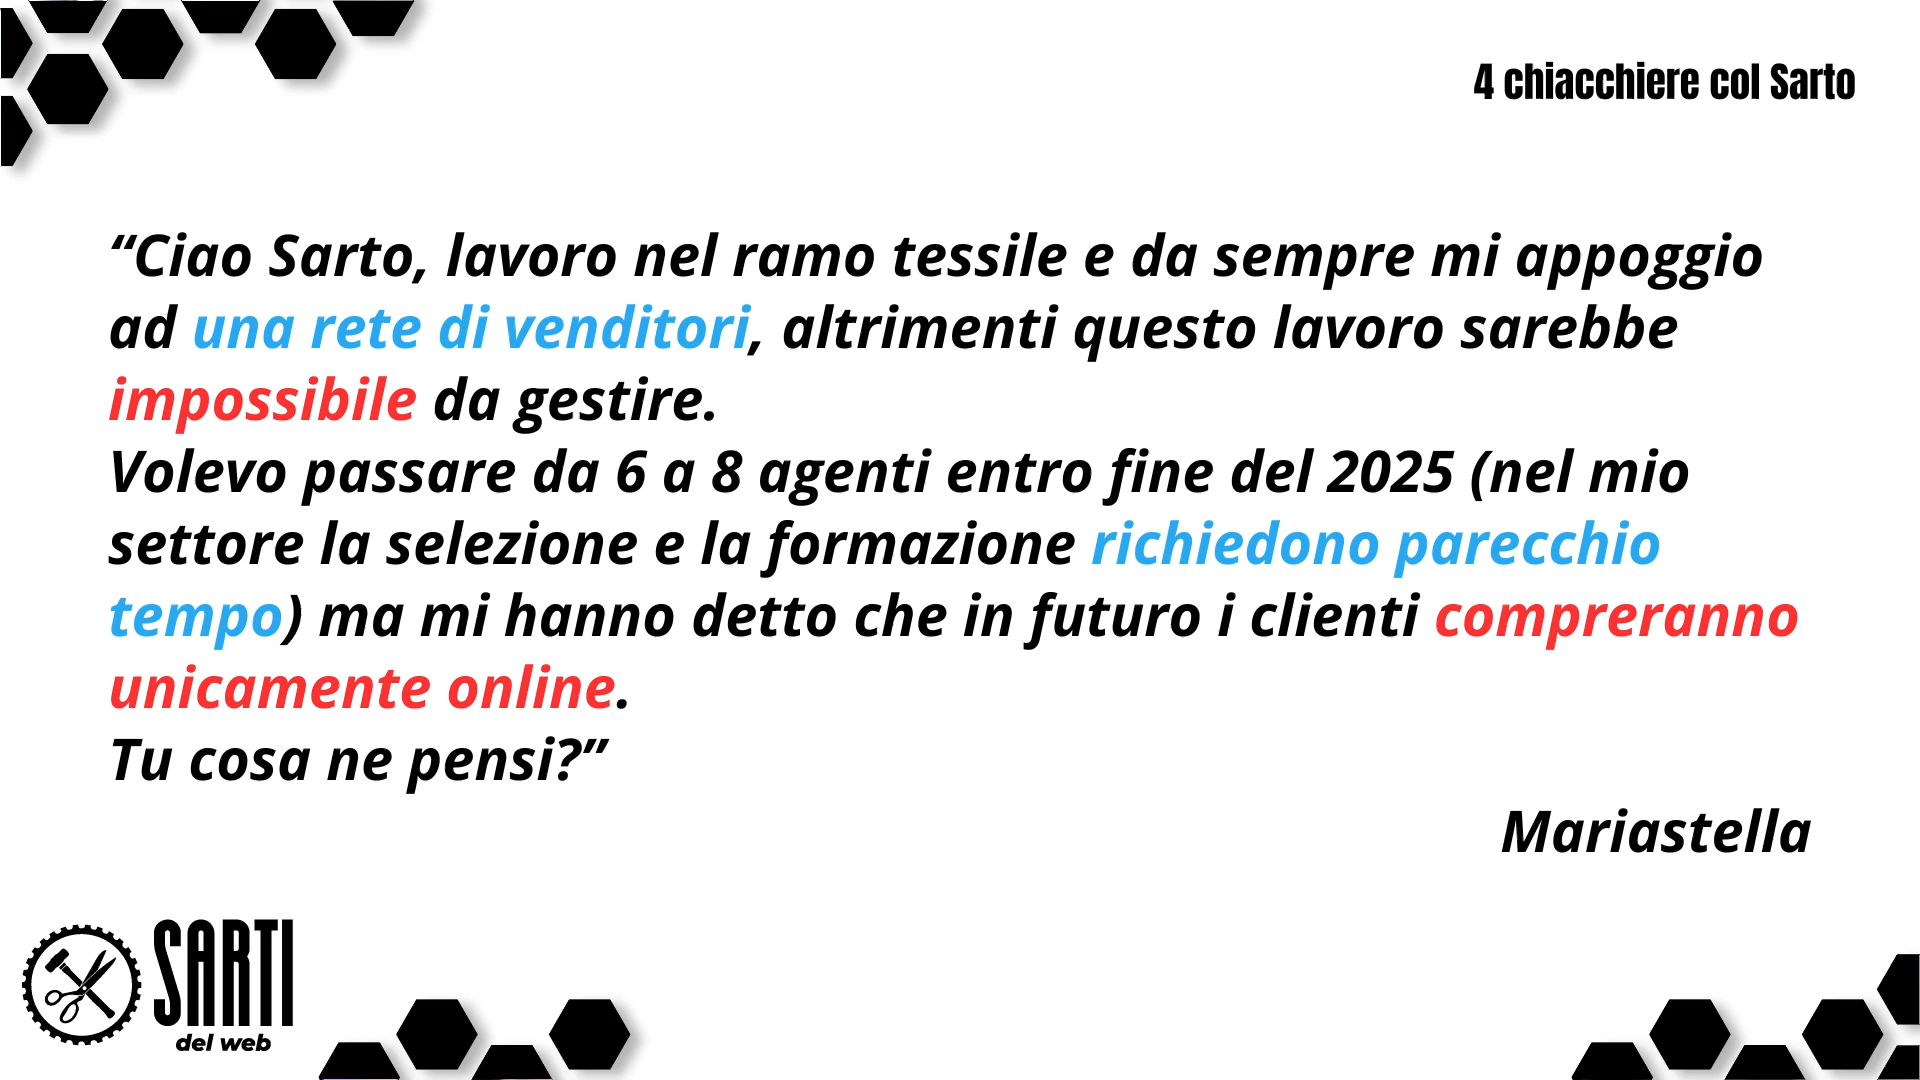 4 chiacchiere col Sarto
“Ciao Sarto, lavoro nel ramo tessile e da sempre mi appoggio
ad una rete di venditori, altrimenti questo lavoro sarebbe
impossibile da gestire.
Volevo passare da 6 a 8 agenti entro fine del 2025 (nel mio
settore la selezione e la formazione richiedono parecchio
tempo) ma mi hanno detto che in futuro i clienti compreranno
unicamente online.
Tu cosa ne pensi?”
Mariastella
SARTI
del web